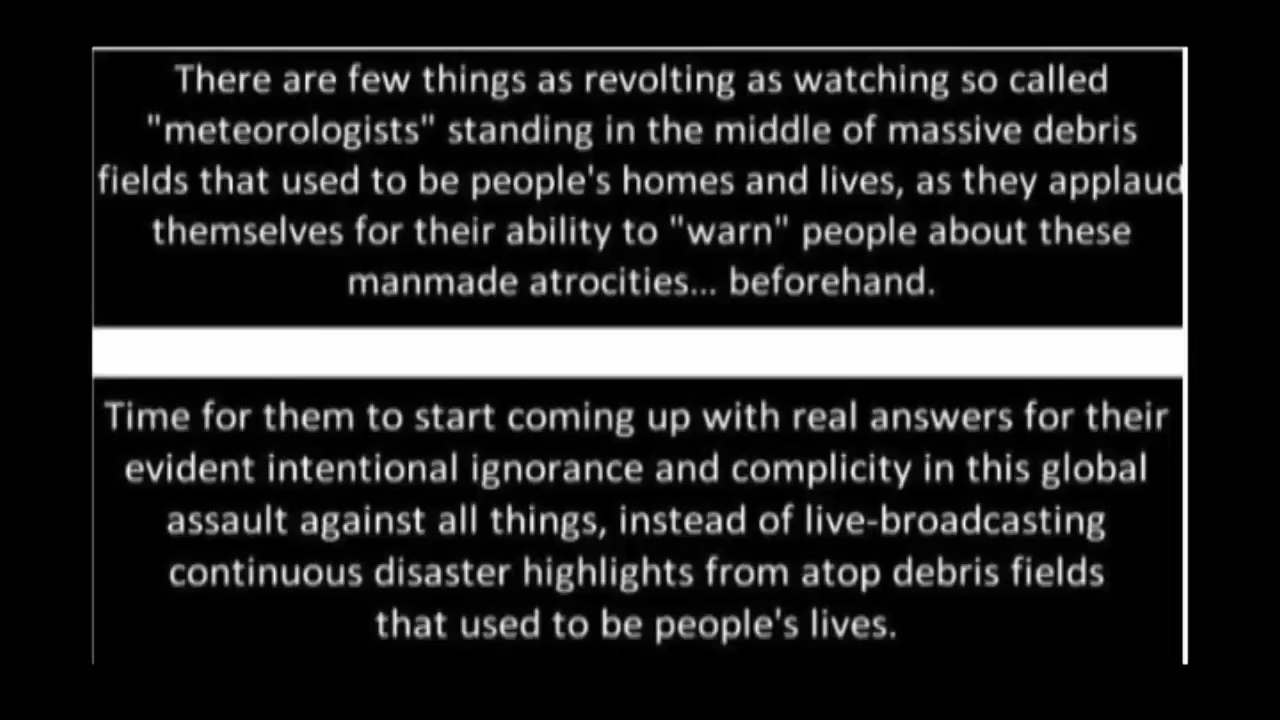 There are few things as revolting as watching so called
"meteorologists" standing in the middle of massive debris
fields that used to be people's homes and lives, as they applaud
themselves for their ability to "warn" people about these
manmade atrocities... beforehand.
Time for them to start coming up with real answers for their
evident intentional ignorance and complicity in this global
assault against all things, instead of live-broadcasting
continuous disaster highlights from atop debris fields
that used to be people's lives.